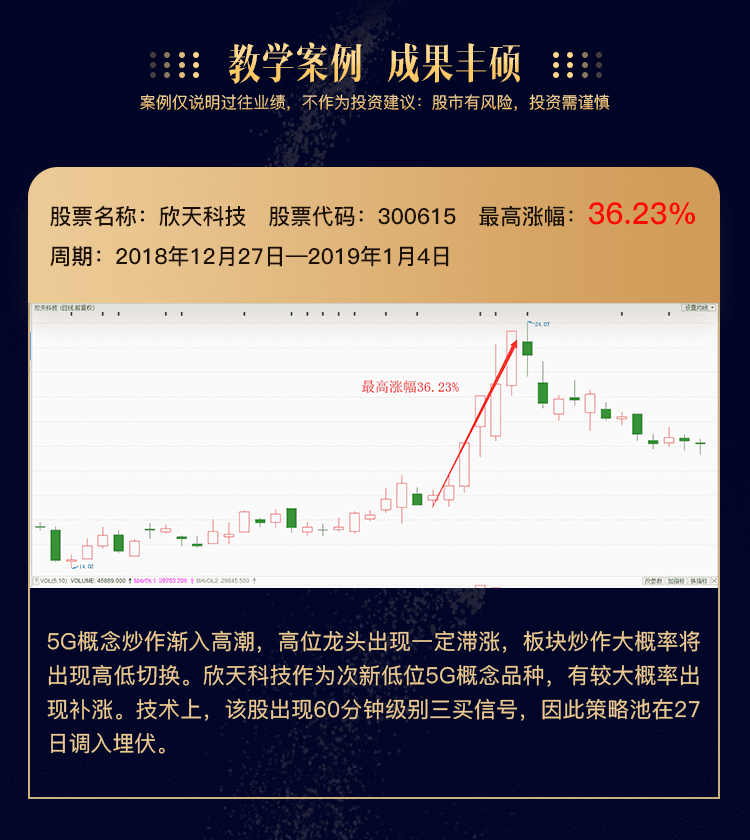 教学案例 成果丰硕
案例仅说明过往业绩，不作为投资建议：股市有风险，投资需谨慎
股票名称：欣天科技 股票代码：300615 最高涨幅：36.23%
周期：2018年12月27日—2019年1月4日
欣天科技 (日线 前复权)
设置均线
24.07
最高涨幅36.23%
14.02
VOL(5,10) VOLUME: 45869.000 MAVOL1: 26763.200 MAVOL2: 29845.500
改参数 加指标 换指标
5G概念炒作渐入高潮，高位龙头出现一定滞涨，板块炒作大概率将
出现高低切换。欣天科技作为次新低位5G概念品种，有较大概率出
现补涨。技术上，该股出现60分钟级别三买信号，因此策略池在27
日调入埋伏。